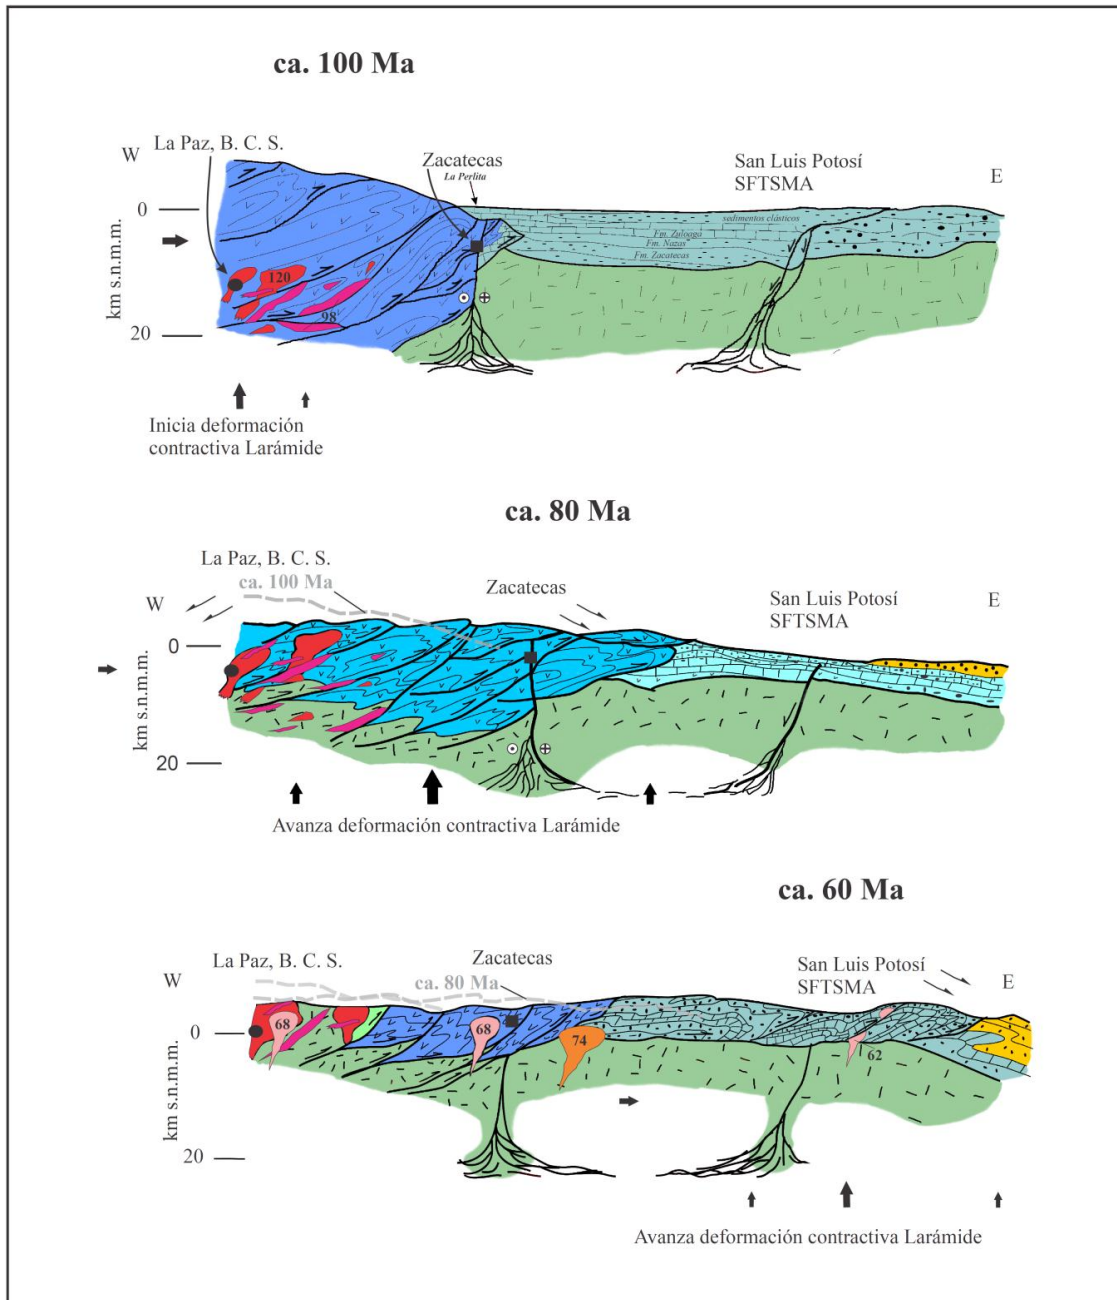 ca. 100 Ma
La Paz, B. C. S.
W
Zacatecas
La Perlita
San Luis Potosí
SFTSMA
E
0
sedimentos clásticos
Fm. Zuloaga
Fm. Nazas
Fm. Zacatecas
km s.n.m.m.
120
98
20
Inicia deformación
contractiva Larámide
ca. 80 Ma
La Paz, B. C. S.
ca. 100 Ma
W
Zacatecas
San Luis Potosí
SFTSMA
E
0
km s.n.m.m.
20
Avanza deformación contractiva Larámide
ca. 60 Ma
La Paz, B. C. S.
W
Zacatecas
ca. 80 Ma
San Luis Potosí
SFTSMA
E
0
68
68
74
62
km s.n.m.m.
20
Avanza deformación contractiva Larámide